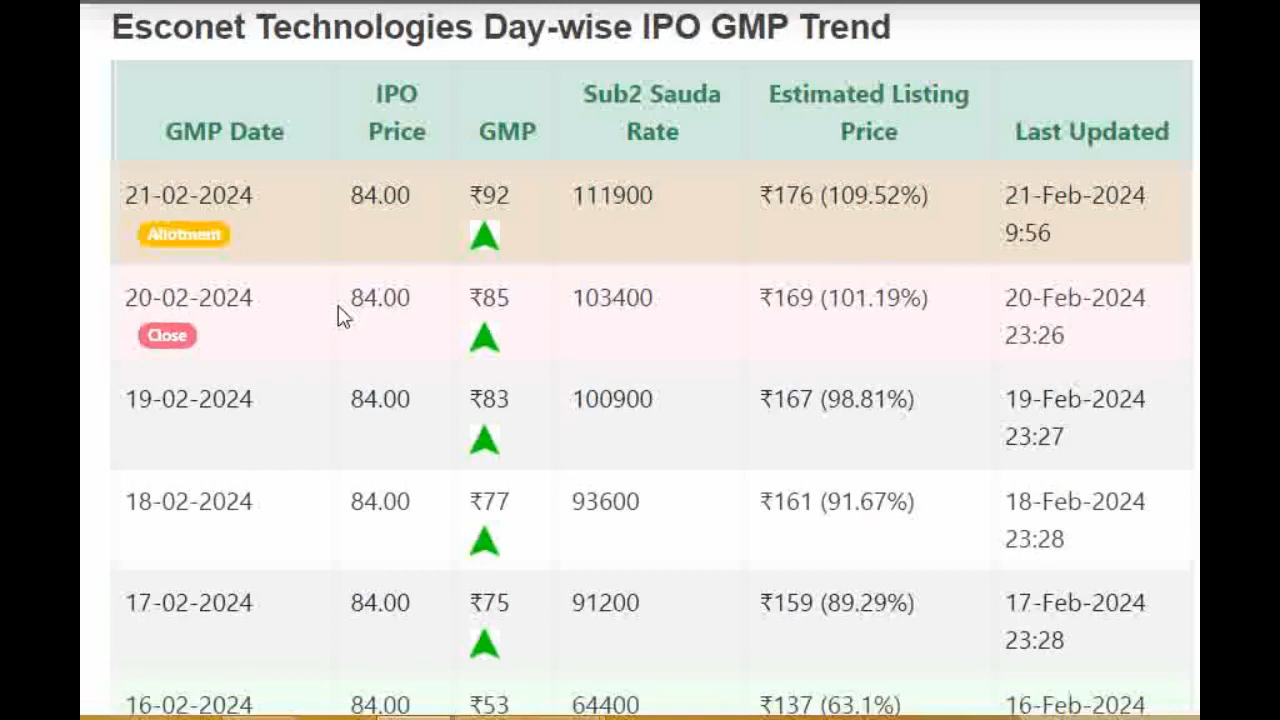 Esconet Technologies Day-wise IPO GMP Trend
GMP Date IPO Price GMP Sub2 Sauda Rate Estimated Listing Price Last Updated
21-02-2024 84.00 ₹92 111900 ₹176 (109.52%) 21-Feb-2024
Allotment 9:56
20-02-2024 84.00 ₹85 103400 ₹169 (101.19%) 20-Feb-2024
Close 23:26
19-02-2024 84.00 ₹83 100900 ₹167 (98.81%) 19-Feb-2024
23:27
18-02-2024 84.00 ₹77 93600 ₹161 (91.67%) 18-Feb-2024
23:28
17-02-2024 84.00 ₹75 91200 ₹159 (89.29%) 17-Feb-2024
23:28
16-02-2024 84.00 ₹53 64400 ₹137 (63.1%) 16-Feb-2024